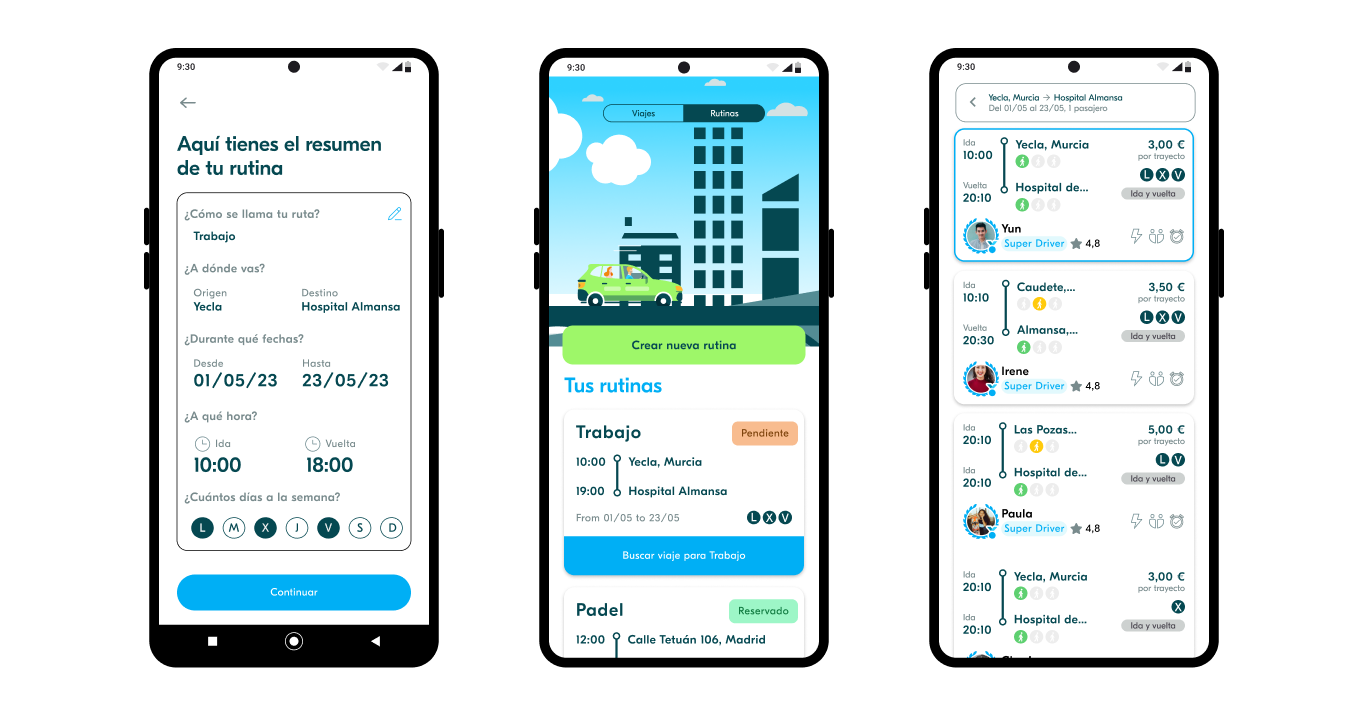 9:30
Aquí tienes el resumen
de tu rutina
¿Cómo se llama tu ruta?
Trabajo
¿A dónde vas?
Origen Destino
Yecla Hospital Almansa
¿Durante qué fechas?
Desde Hasta
01/05/23 23/05/23
¿A qué hora?
Ida Vuelta
10:00 18:00
¿Cuántos días a la semana?
L M X J V S D
Continuar
9:30
Viajes Rutinas
Crear nueva rutina
Tus rutinas
Trabajo Pendiente
10:00 Yecla, Murcia
19:00 Hospital Almansa
From 01/05 to 23/05 L X V
Buscar viaje para Trabajo
Padel Reservado
12:00 Calle Tetuán 106, Madrid
9:30
Yecla, Murcia → Hospital Almansa
Del 01/05 al 23/05, 1 pasajero
Ida
10:00 Yecla, Murcia 3,00 €
por trayecto
L X V
Vuelta
20:10 Hospital de... Ida y vuelta
Yun
Super Driver 4,8
Ida
10:10 Caudete,... 3,50 €
por trayecto
L X V
Vuelta
20:30 Almansa,... Ida y vuelta
Irene
Super Driver 4,8
Ida
20:10 Las Pozas... 5,00 €
por trayecto
L V
Ida
20:10 Hospital de... Ida y vuelta
Paula
Super Driver 4,8
Ida
20:10 Yecla, Murcia 3,00 €
por trayecto
X
Ida
20:10 Hospital de... Ida y vuelta